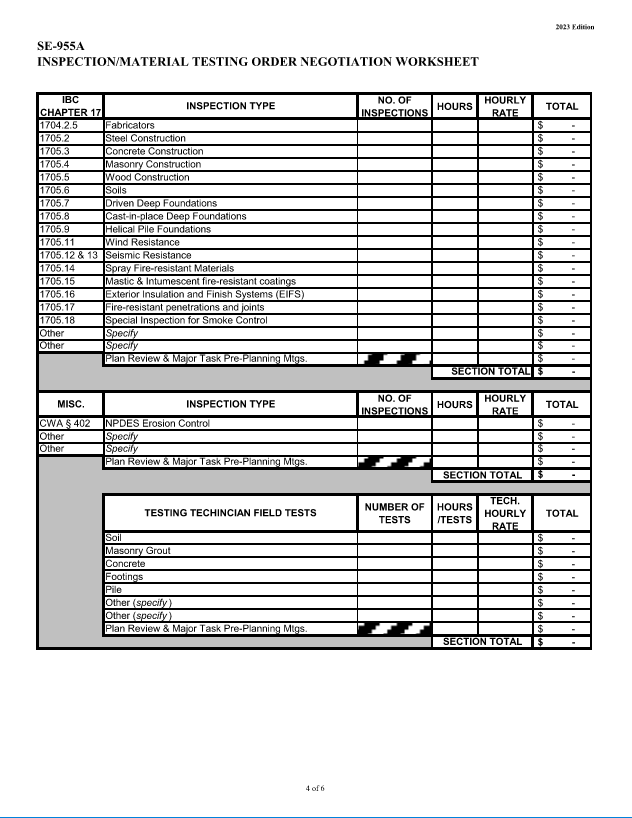 2023 Edition
SE-955A
INSPECTION/MATERIAL TESTING ORDER NEGOTIATION WORKSHEET
IBC CHAPTER 17 INSPECTION TYPE NO. OF INSPECTIONS HOURS HOURLY RATE TOTAL
1704.2.5 Fabricators $ -
1705.2 Steel Construction $ -
1705.3 Concrete Construction $ -
1705.4 Masonry Construction $ -
1705.5 Wood Construction $ -
1705.6 Soils $ -
1705.7 Driven Deep Foundations $ -
1705.8 Cast-in-place Deep Foundations $ -
1705.9 Helical Pile Foundations $ -
1705.11 Wind Resistance $ -
1705.12 & 13 Seismic Resistance $ -
1705.14 Spray Fire-resistant Materials $ -
1705.15 Mastic & Intumescent fire-resistant coatings $ -
1705.16 Exterior Insulation and Finish Systems (EIFS) $ -
1705.17 Fire-resistant penetrations and joints $ -
1705.18 Special Inspection for Smoke Control $ -
Other Specify $ -
Other Specify $ -
Plan Review & Major Task Pre-Planning Mtgs. $ -
SECTION TOTAL $ -
MISC. INSPECTION TYPE NO. OF INSPECTIONS HOURS HOURLY RATE TOTAL
CWA § 402 NPDES Erosion Control $ -
Other Specify $ -
Other Specify $ -
Plan Review & Major Task Pre-Planning Mtgs. $ -
SECTION TOTAL $ -
TESTING TECHINCIAN FIELD TESTS NUMBER OF TESTS HOURS /TESTS TECH. HOURLY RATE TOTAL
Soil $ -
Masonry Grout $ -
Concrete $ -
Footings $ -
Pile $ -
Other (specify) $ -
Other (specify) $ -
Plan Review & Major Task Pre-Planning Mtgs. $ -
SECTION TOTAL $ -
4 of 6